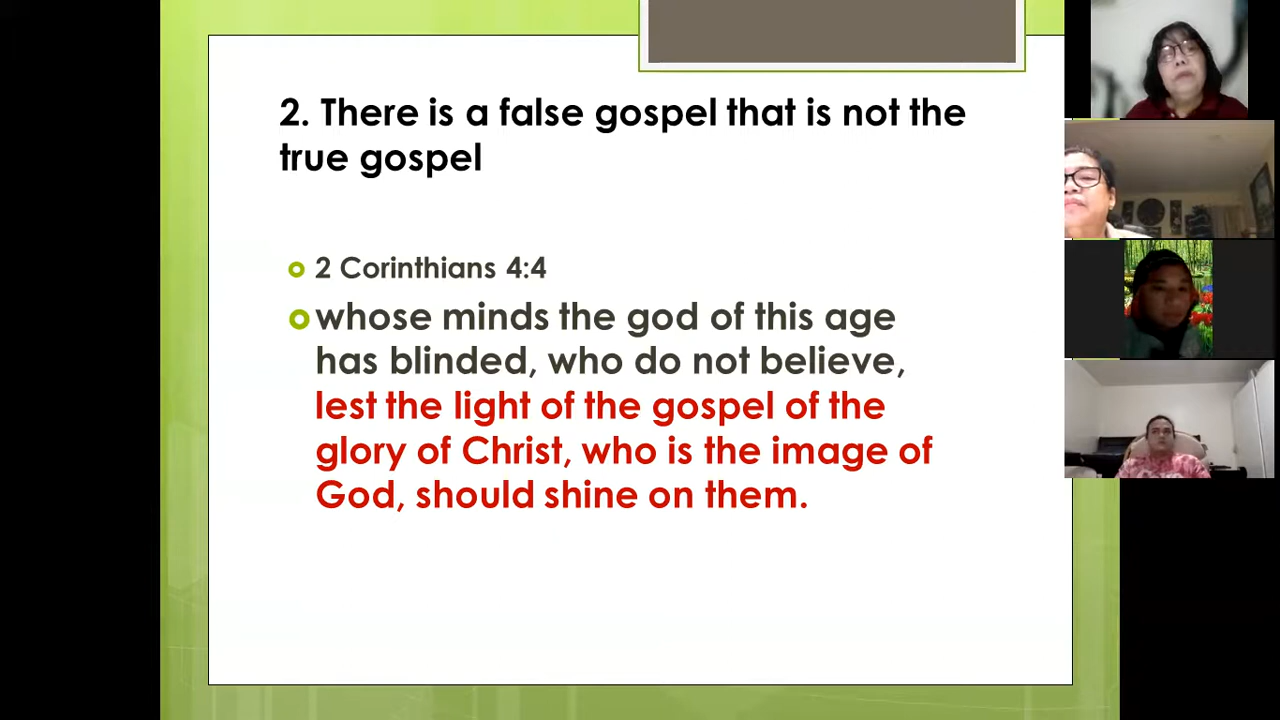 2. There is a false gospel that is not the
true gospel
2 Corinthians 4:4
whose minds the god of this age
has blinded, who do not believe,
lest the light of the gospel of the
glory of Christ, who is the image of
God, should shine on them.